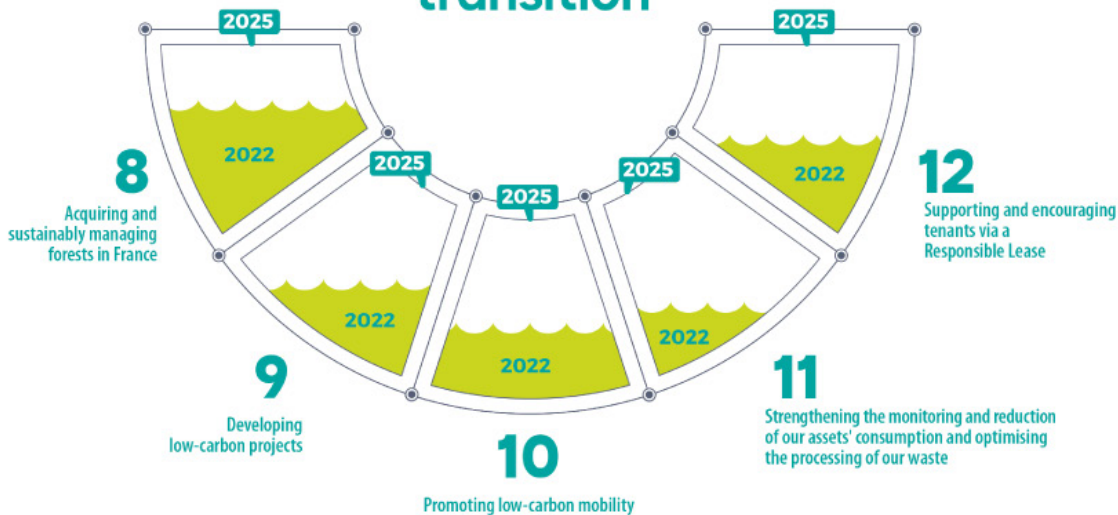 transition
2025
2025
2022
8
Acquiring and
sustainably managing
forests in France
2025
2022
9
Developing
low-carbon projects
2025
2022
10
Promoting low-carbon mobility
2025
2022
11
Strengthening the monitoring and reduction
of our assets' consumption and optimising
the processing of our waste
2022
12
Supporting and encouraging
tenants via a
Responsible Lease